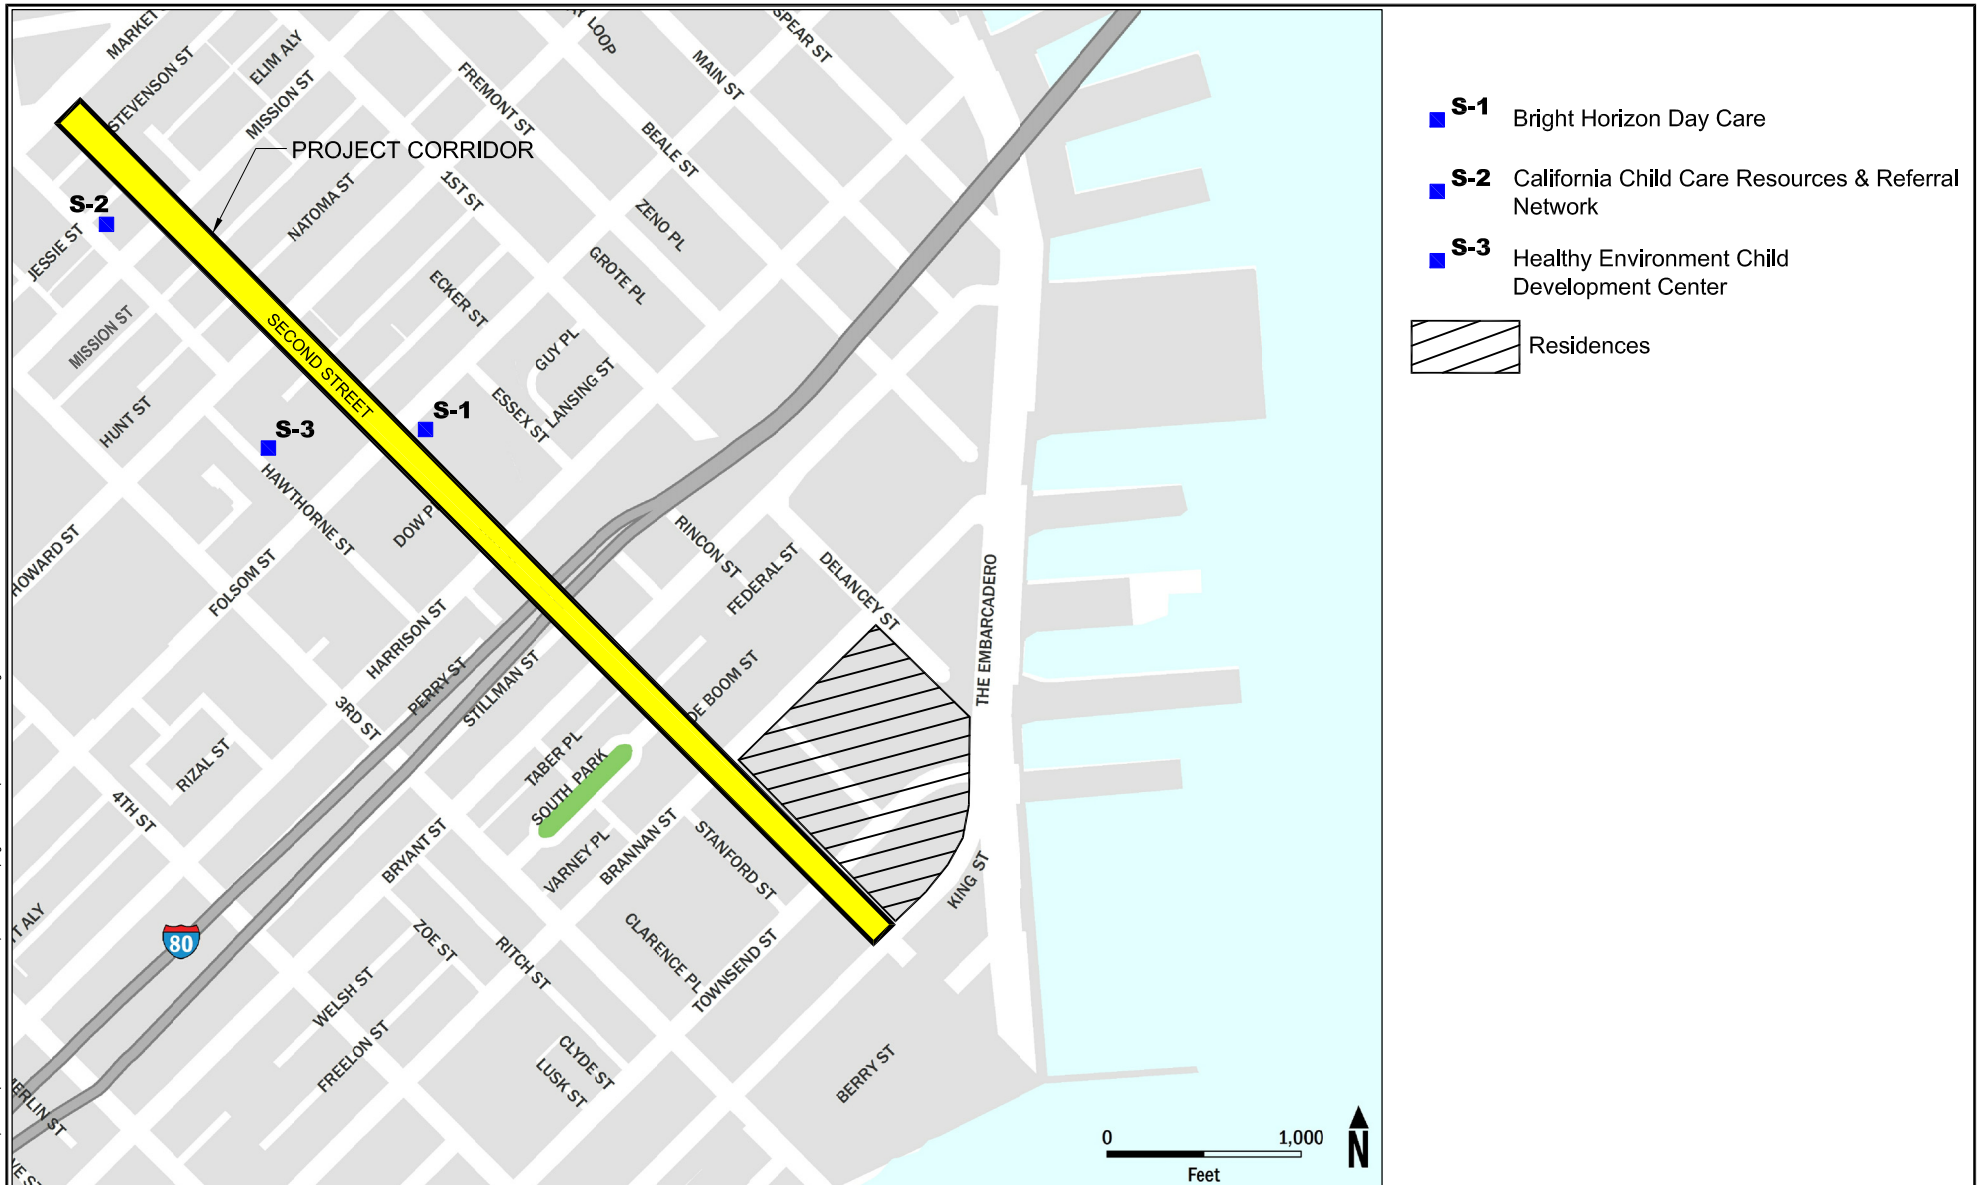 MARKET
STEVENSON ST
ELIM ALY
MISSION ST
FREMONT ST
LOOP
MAIN ST
SPEAR ST
BEALE ST
PROJECT CORRIDOR
NATOMA ST
1ST ST
ZENO PL
GROTE PL
S-2
JESSIE ST
MISSION ST
HUNT ST
SECOND STREET
ECKER ST
GUY PL
LANSING ST
ESSEX ST
S-1
S-3
HAWTHORNE ST
DOW P
HOWARD ST
FOLSOM ST
HARRISON ST
PERRY ST
STILLMAN ST
RINCON ST
FEDERAL ST
DELANCEY ST
THE EMBARCADERO
DE BOOM ST
3RD ST
RIZAL ST
4TH ST
TABER PL
SOUTH PARK
VARNEY PL
BRANNAN ST
STANFORD ST
BRYANT ST
KING ST
CLARENCE PL
TOWNSEND ST
ZOE ST
RITCH ST
WELSH ST
FREELON ST
CLYDE ST
LUSK ST
BERRY ST
ALY
80
MERLIN ST
0 1,000
Feet
N
S-1 Bright Horizon Day Care
S-2 California Child Care Resources & Referral
Network
S-3 Healthy Environment Child
Development Center
Residences